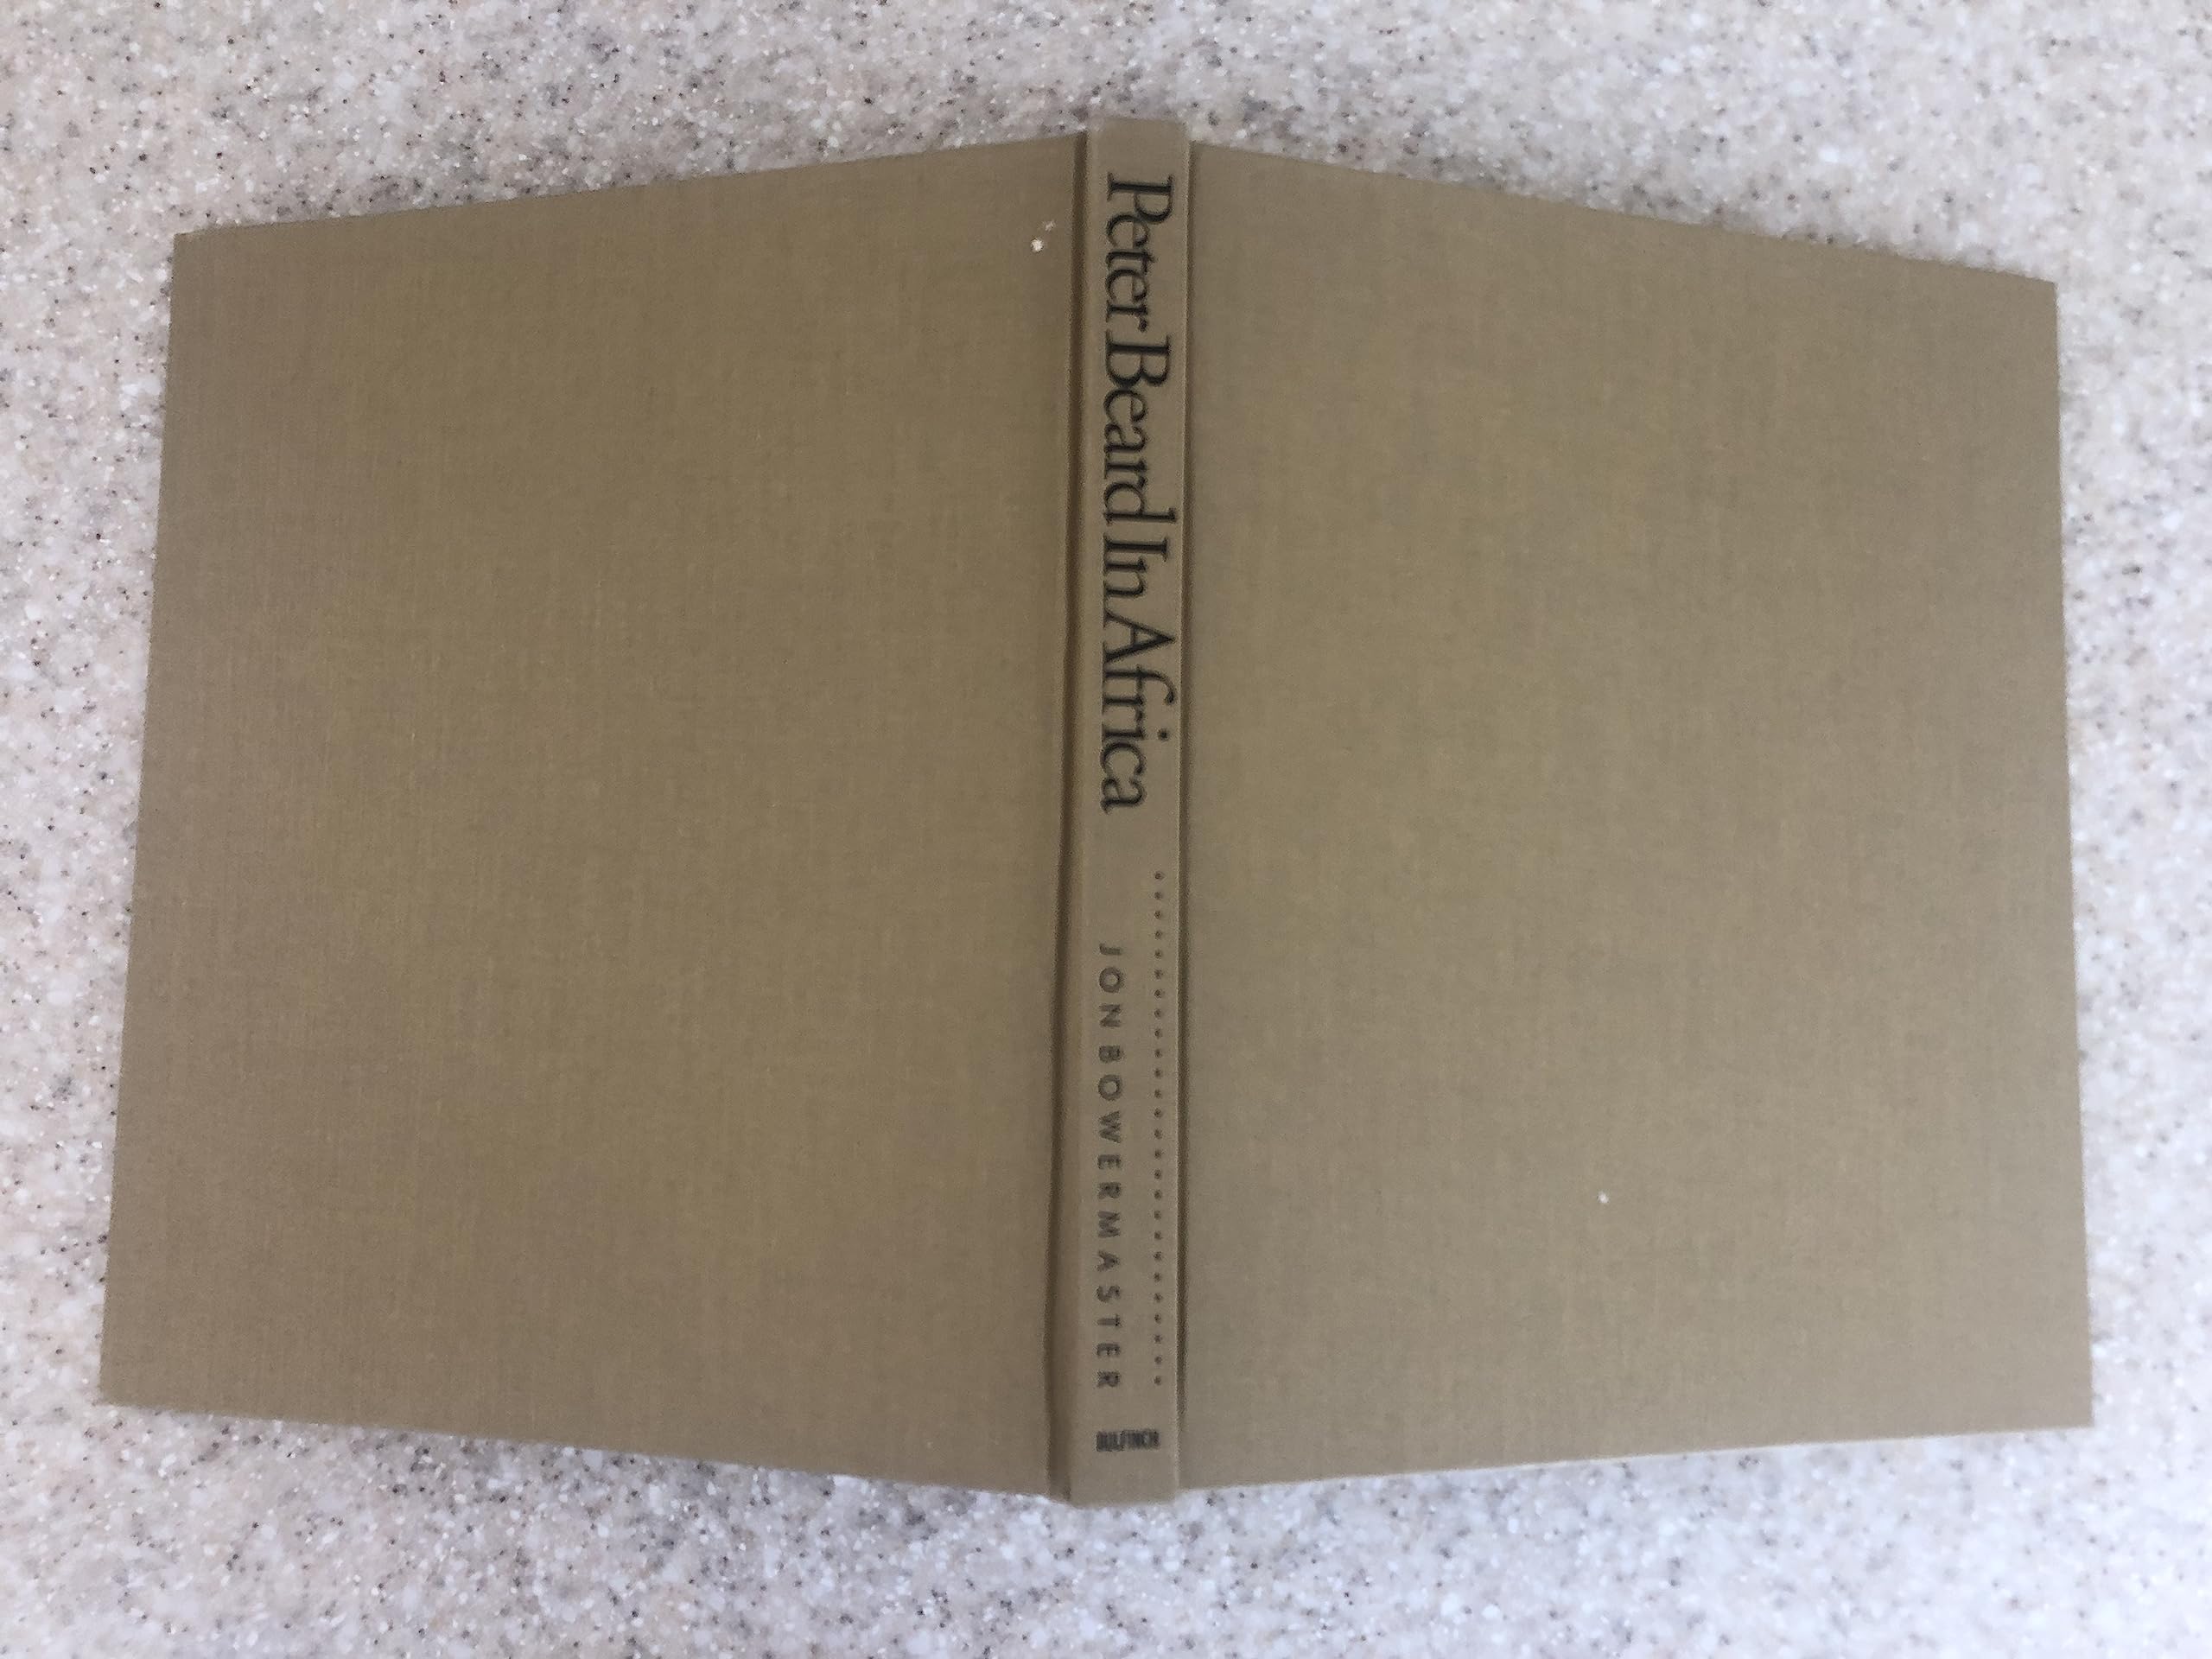 Peter Beard In Africa
JON BOWERMASTER
BULFINCH